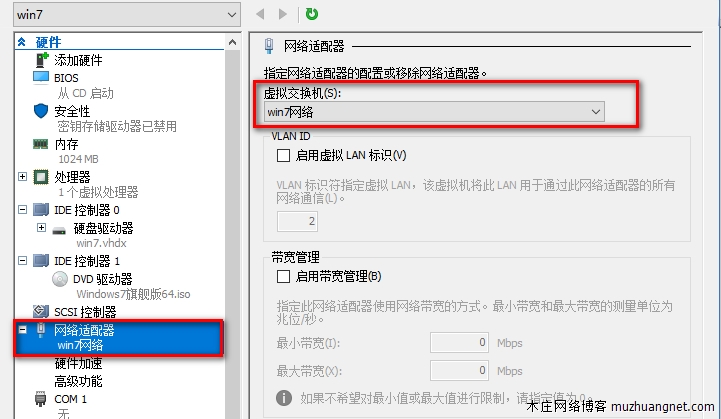 win7
硬件
添加硬件
BIOS
从 CD 启动
安全性
密钥存储驱动器已禁用
内存
1024 MB
处理器
1 个虚拟处理器
IDE 控制器 0
硬盘驱动器
win7.vhdx
IDE 控制器 1
DVD 驱动器
Windows7旗舰版64.iso
SCSI 控制器
网络适配器
win7网络
硬件加速
高级功能
COM 1
无
网络适配器
指定网络适配器的配置或移除网络适配器。
虚拟交换机(S):
win7网络
VLAN ID
启用虚拟 LAN 标识(V)
VLAN 标识符指定虚拟 LAN，该虚拟机将此 LAN 用于通过此网络适配器的所有
网络通信(L)。
2
带宽管理
启用带宽管理(B)
指定此网络适配器使用网络带宽的方式。最小带宽和最大带宽的测量单位为
兆位/秒。
最小带宽(I): 0 Mbps
最大带宽(X): 0 Mbps
如果不希望对最小值或最大值进行限制，请指定值为 0。
木庄网络博客 muzhuangnet.com